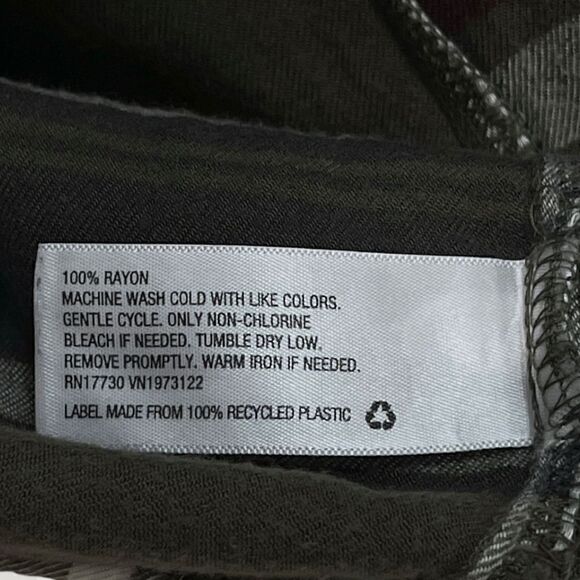 100% RAYON
MACHINE WASH COLD WITH LIKE COLORS.
GENTLE CYCLE. ONLY NON-CHLORINE
BLEACH IF NEEDED. TUMBLE DRY LOW.
REMOVE PROMPTLY. WARM IRON IF NEEDED.
RN17730 VN1973122
LABEL MADE FROM 100% RECYCLED PLASTIC